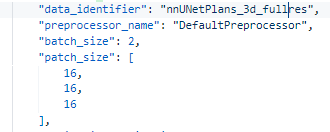 "data_identifier": "nnUNetPlans_3d_fullres",
"preprocessor_name": "DefaultPreprocessor",
"batch_size": 2,
"patch_size": [
16,
16,
16
],